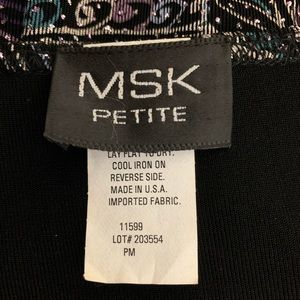 MSK
PETITE
LAY FLAT TO DRY.
COOL IRON ON
REVERSE SIDE.
MADE IN U.S.A.
IMPORTED FABRIC.
11599
LOT# 203554
PM